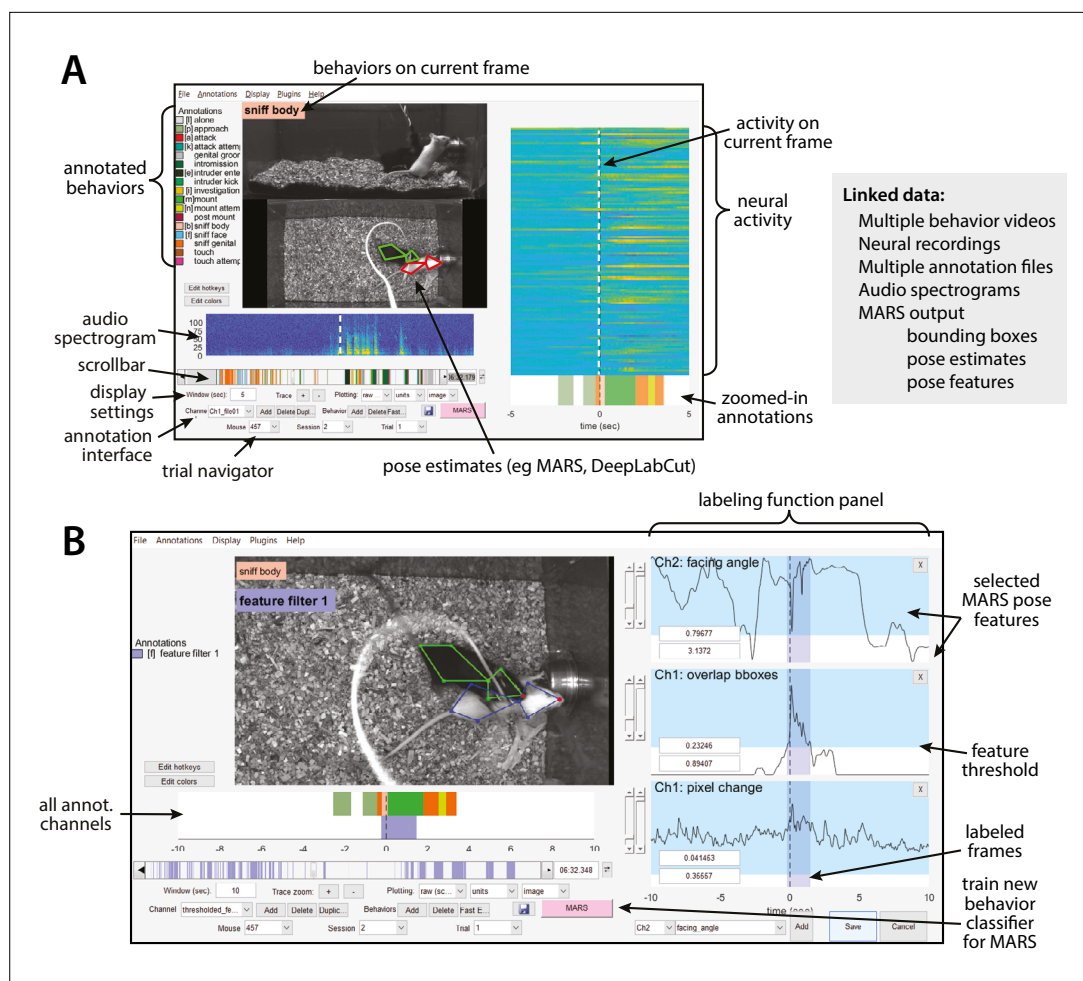 A
behaviors on current frame
File Annotations Display Plugins Help
Annotations
[l] alone
[p] approach
[a] attack
[k] attack attemp
genital groor
intromission
[e] intruder ente
intruder kick
[i] investigation
[m] mount
[n] mount attem
post mount
[b] sniff body
[f] sniff face
sniff genital
touch
touch attemp
annotated
behaviors
sniff body
Edit hotkeys
Edit colors
activity on
current frame
neural
activity
Linked data:
Multiple behavior videos
Neural recordings
Multiple annotation files
Audio spectrograms
MARS output
bounding boxes
pose estimates
pose features
audio
spectrogram
100
75
50
25
0
scrollbar
06:32.179
display
settings
Window (sec): 5 Trace + - Plotting: raw units image
annotation
interface
Channe Ch1_file01 Add Delete Dupl... Behavior Add Delete Fast... MARS
Mouse 457 Session 2 Trial 1
trial navigator
pose estimates (eg MARS, DeepLabCut)
-5 0 5
time (sec)
zoomed-in
annotations
B
labeling function panel
File Annotations Display Plugins Help
sniff body
feature filter 1
Annotations
[f] feature filter 1
Edit hotkeys
Edit colors
Ch2: facing angle
X
0.79677
3.1372
Ch1: overlap bboxes
X
0.23246
0.89407
Ch1: pixel change
X
0.041453
0.36557
-10 -5 0 5 10
time (sec)
selected
MARS pose
features
feature
threshold
labeled
frames
train new
behavior
classifier
for MARS
all annot.
channels
-10 -8 -6 -4 -2 0 2 4 6 8 10
06:32.348
Window (sec): 10 Trace zoom: + - Plotting: raw (sc... units image
Channel thresholded_fe... Add Delete Duplic... Behaviors Add Delete Fast E... MARS
Mouse 457 Session 2 Trial 1
Ch2 facing_angle Add Save Cancel